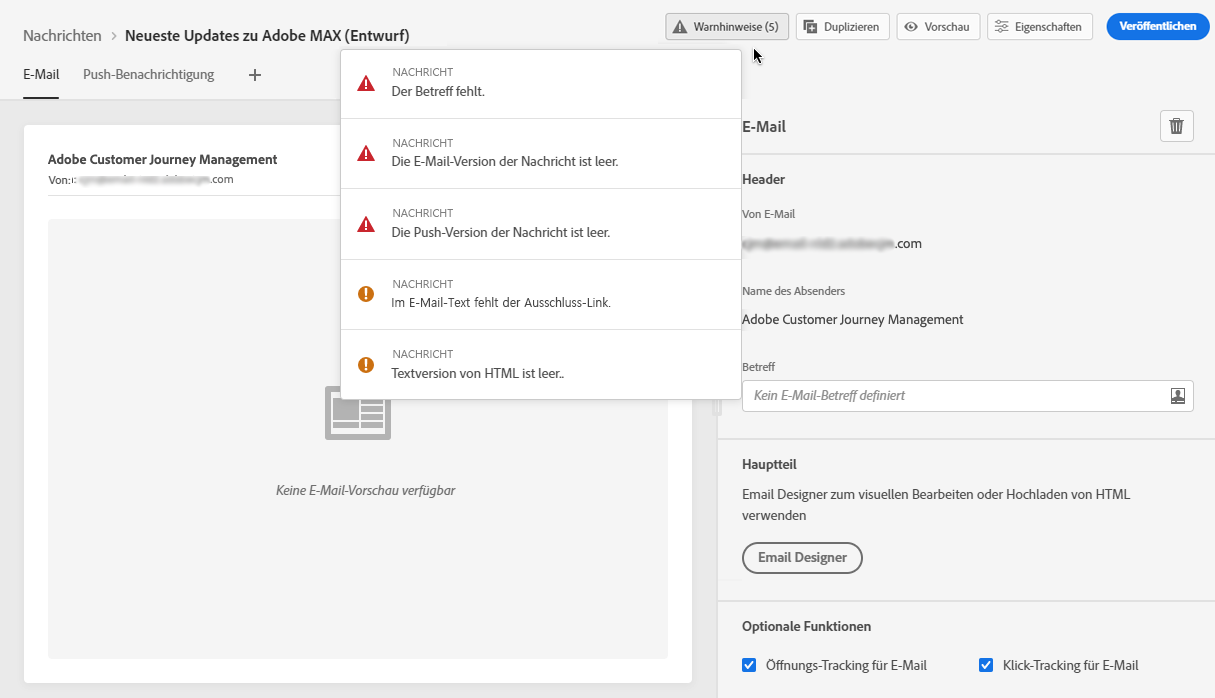 Nachrichten > Neueste Updates zu Adobe MAX (Entwurf)
Warnhinweise (5)
Duplizieren
Vorschau
Eigenschaften
Veröffentlichen
E-Mail
Push-Benachrichtigung
NACHRICHT
Der Betreff fehlt.
NACHRICHT
Die E-Mail-Version der Nachricht ist leer.
NACHRICHT
Die Push-Version der Nachricht ist leer.
NACHRICHT
Im E-Mail-Text fehlt der Ausschluss-Link.
NACHRICHT
Textversion von HTML ist leer..
Adobe Customer Journey Management
Von: .com
Keine E-Mail-Vorschau verfügbar
E-Mail
Header
Von E-Mail
.com
Name des Absenders
Adobe Customer Journey Management
Betreff
Kein E-Mail-Betreff definiert
Hauptteil
Email Designer zum visuellen Bearbeiten oder Hochladen von HTML
verwenden
Email Designer
Optionale Funktionen
Öffnungs-Tracking für E-Mail
Klick-Tracking für E-Mail